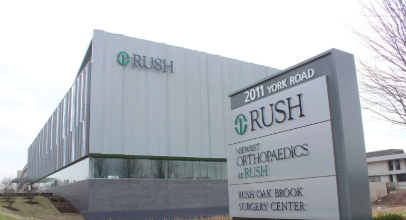 RUSH
2011 YORK ROAD
RUSH
MIDWEST
ORTHOPAEDICS
at RUSH
RUSH OAK BROOK
SURGERY CENTER